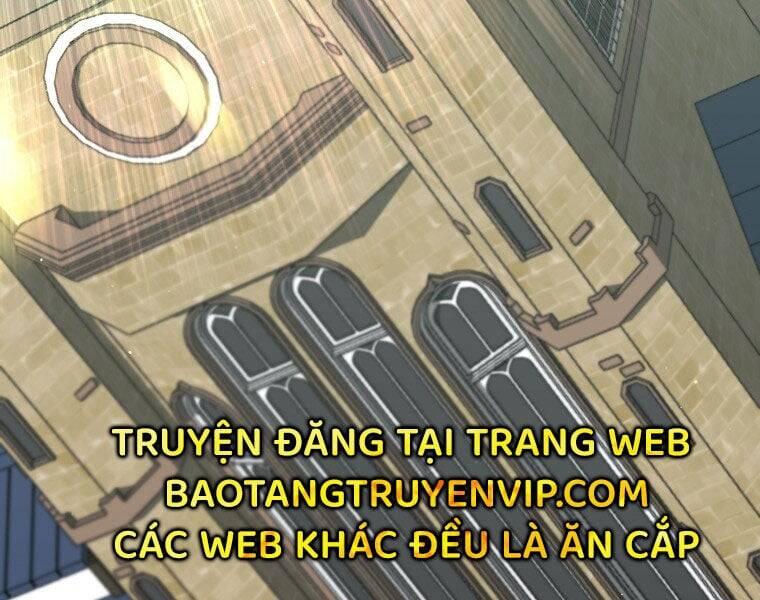 TRUYỆN ĐĂNG TẠI TRANG WEB
BAOTANGTRUYENVIP.COM
CÁC WEB KHÁC ĐỀU LÀ ĂN CẮP